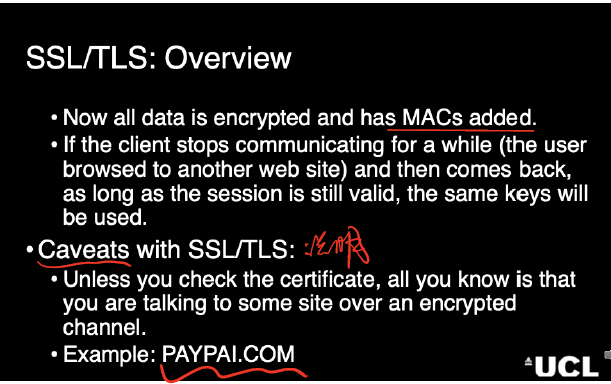 SSL/TLS: Overview
• Now all data is encrypted and has MACs added.
• If the client stops communicating for a while (the user
browsed to another web site) and then comes back,
as long as the session is still valid, the same keys will
be used.
• Caveats with SSL/TLS:
• Unless you check the certificate, all you know is that
you are talking to some site over an encrypted
channel.
• Example: PAYPAI.COM
UCL